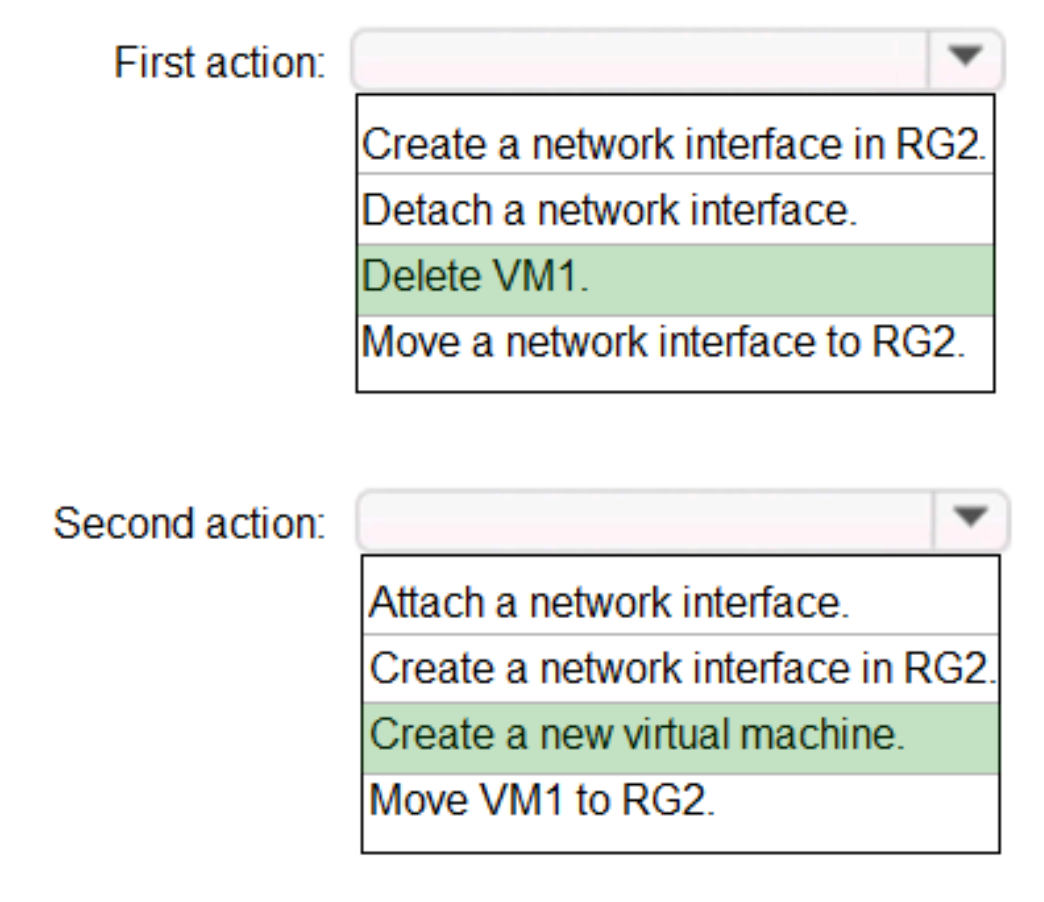 First action:
Create a network interface in RG2.
Detach a network interface.
Delete VM1.
Move a network interface to RG2.
Second action:
Attach a network interface.
Create a network interface in RG2.
Create a new virtual machine.
Move VM1 to RG2.